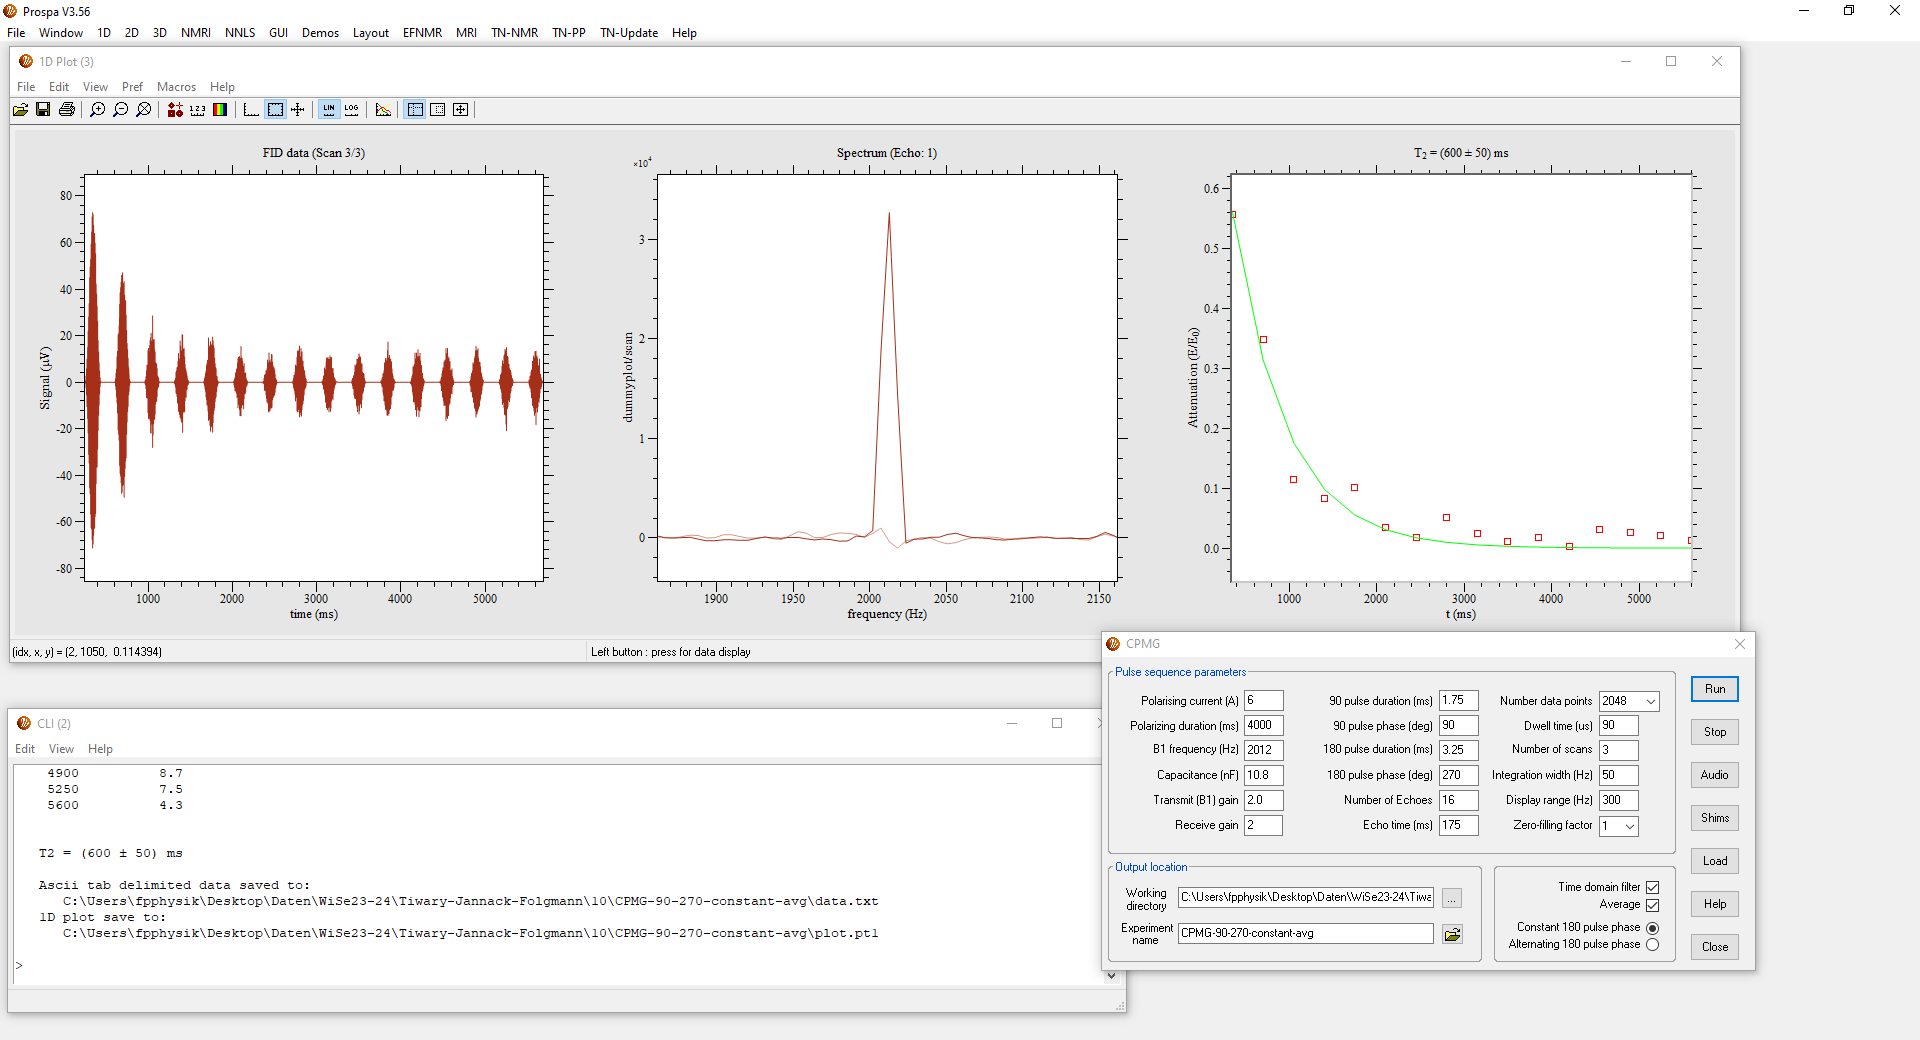 Prospa V3.56
File Window 1D 2D 3D NMRI NNLS GUI Demos Layout EFNMR MRI TN-NMR TN-PP TN-Update Help
1D Plot (3)
File Edit View Pref Macros Help
1 2 3
LIN LOG
FID data (Scan 3/3)
80
60
40
20
0
-20
-40
-60
-80
Signal (µV)
1000 2000 3000 4000 5000
time (ms)
Spectrum (Echo: 1)
×10⁴
3
2
1
0
dummyplot/scan
1900 1950 2000 2050 2100 2150
frequency (Hz)
T₂ = (600 ± 50) ms
0.6
0.5
0.4
0.3
0.2
0.1
0.0
Attenuation (E/E₀)
1000 2000 3000 4000 5000
t (ms)
(idx, x, y) = (2, 1050, 0.114394)
Left button : press for data display
CLI (2)
Edit View Help
4900 8.7
5250 7.5
5600 4.3
T2 = (600 ± 50) ms
Ascii tab delimited data saved to:
C:\Users\fpphysik\Desktop\Daten\WiSe23-24\Tiwary-Jannack-Folgmann\10\CPMG-90-270-constant-avg\data.txt
1D plot save to:
C:\Users\fpphysik\Desktop\Daten\WiSe23-24\Tiwary-Jannack-Folgmann\10\CPMG-90-270-constant-avg\plot.pt1
>
CPMG
Pulse sequence parameters
Polarising current (A) 6
Polarizing duration (ms) 4000
B1 frequency (Hz) 2012
Capacitance (nF) 10.8
Transmit (B1) gain 2.0
Receive gain 2
90 pulse duration (ms) 1.75
90 pulse phase (deg) 90
180 pulse duration (ms) 3.25
180 pulse phase (deg) 270
Number of Echoes 16
Echo time (ms) 175
Number data points 2048
Dwell time (us) 90
Number of scans 3
Integration width (Hz) 50
Display range (Hz) 300
Zero-filling factor 1
Output location
Working directory C:\Users\fpphysik\Desktop\Daten\WiSe23-24\Tiwa ...
Experiment name CPMG-90-270-constant-avg
Time domain filter
Average
Constant 180 pulse phase
Alternating 180 pulse phase
Run
Stop
Audio
Shims
Load
Help
Close